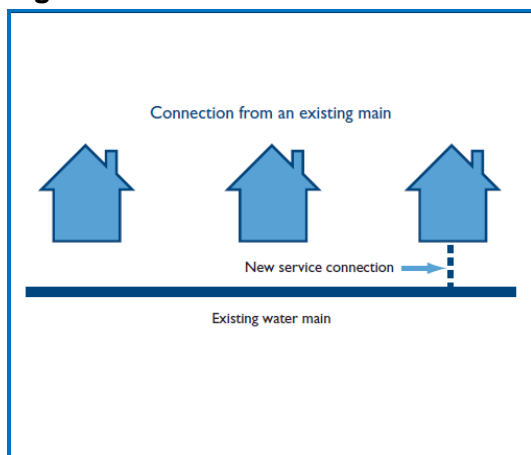 Connection from an existing main
New service connection
Existing water main